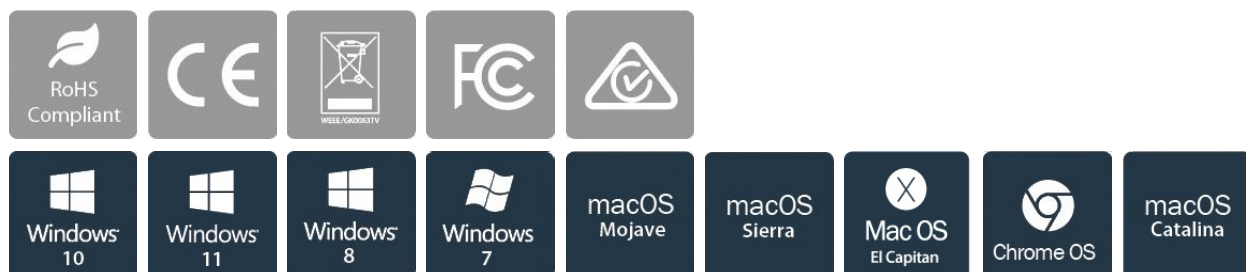 RoHS
Compliant
CE
WEEE/GK0063TV
FC
Windows
10
Windows
11
Windows
8
Windows
7
macOS
Mojave
macOS
Sierra
X
Mac OS
El Capitan
Chrome OS
macOS
Catalina